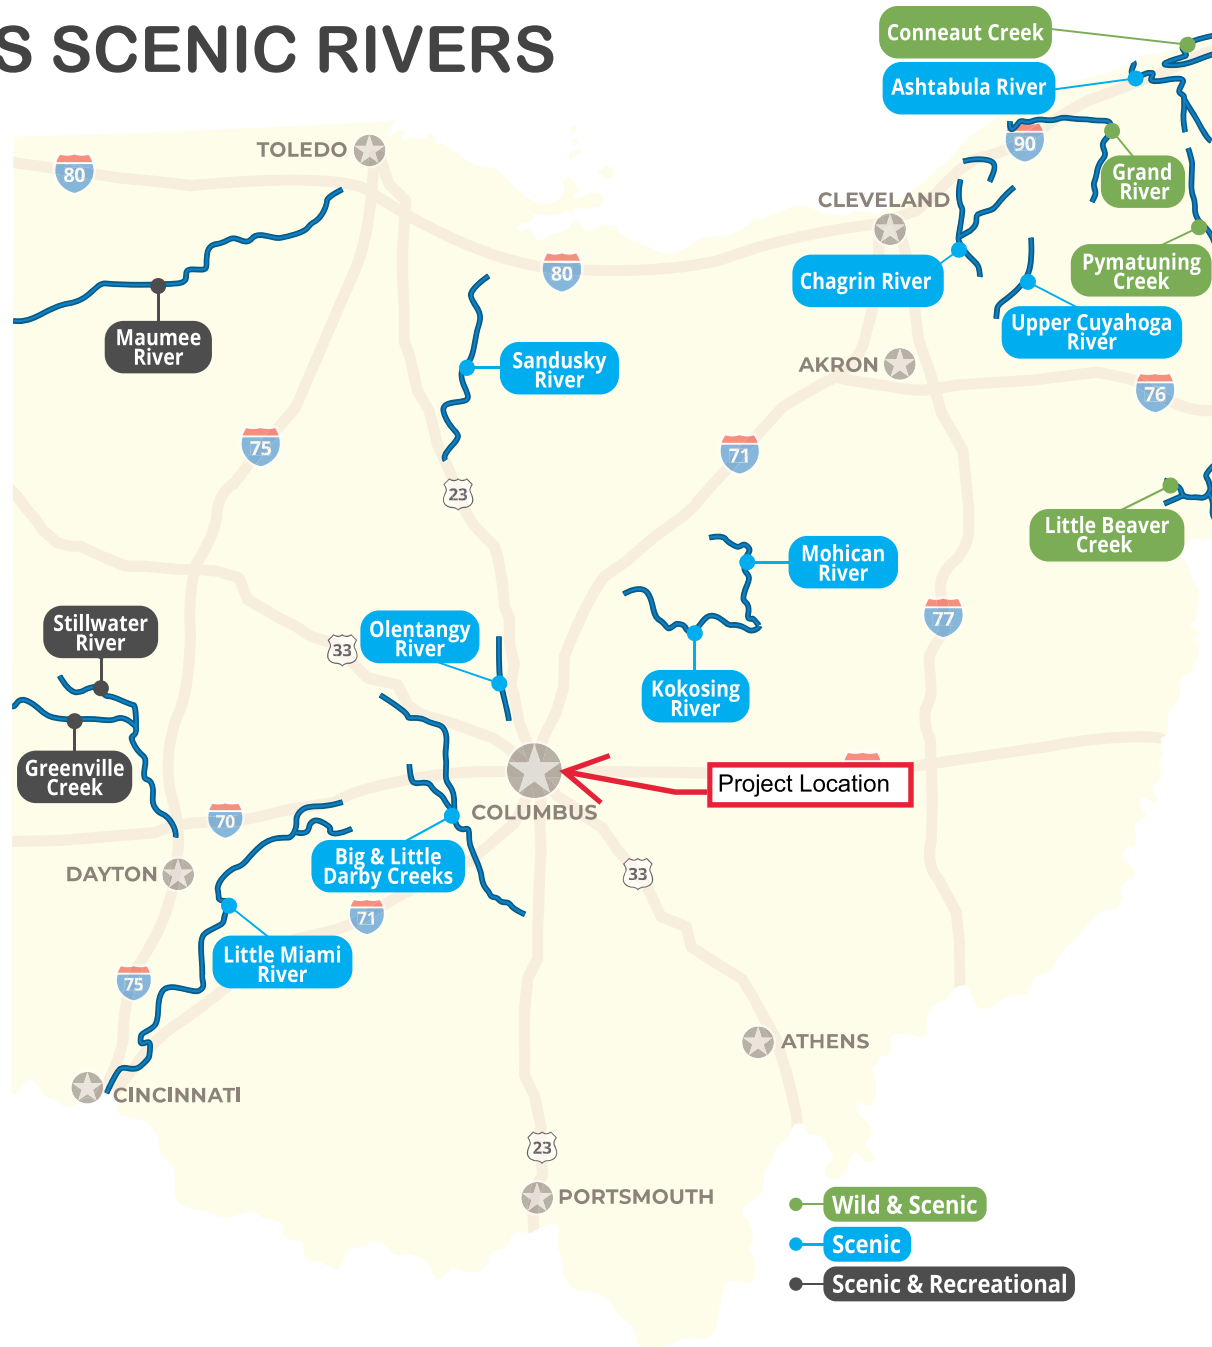 S SCENIC RIVERS
Conneaut Creek
Ashtabula River
TOLEDO
80
90
Grand
River
CLEVELAND
80
Chagrin River
Pymatuning
Creek
Maumee
River
Upper Cuyahoga
River
Sandusky
River
AKRON
76
75
71
23
Little Beaver
Creek
Mohican
River
Stillwater
River
33
Olentangy
River
77
Kokosing
River
Greenville
Creek
Project Location
COLUMBUS
70
DAYTON
Big & Little
Darby Creeks
33
71
Little Miami
River
75
ATHENS
CINCINNATI
23
PORTSMOUTH
Wild & Scenic
Scenic
Scenic & Recreational